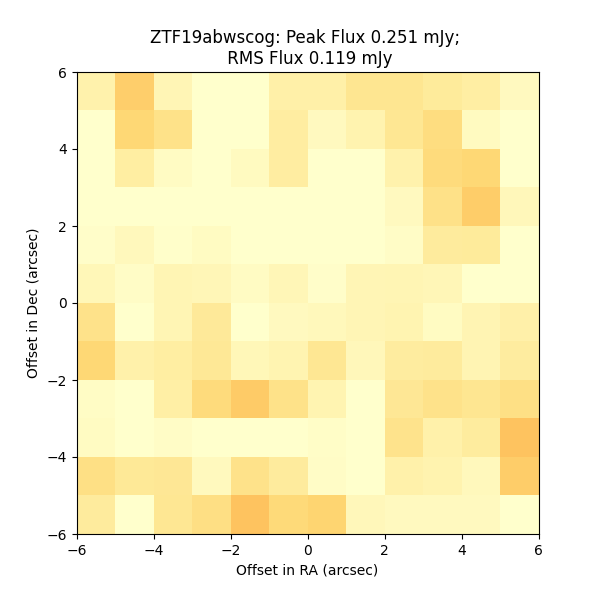 ZTF19abwscog: Peak Flux 0.251 mJy;
RMS Flux 0.119 mJy
6
4
2
0
−2
−4
−6
Offset in Dec (arcsec)
−6 −4 −2 0 2 4 6
Offset in RA (arcsec)